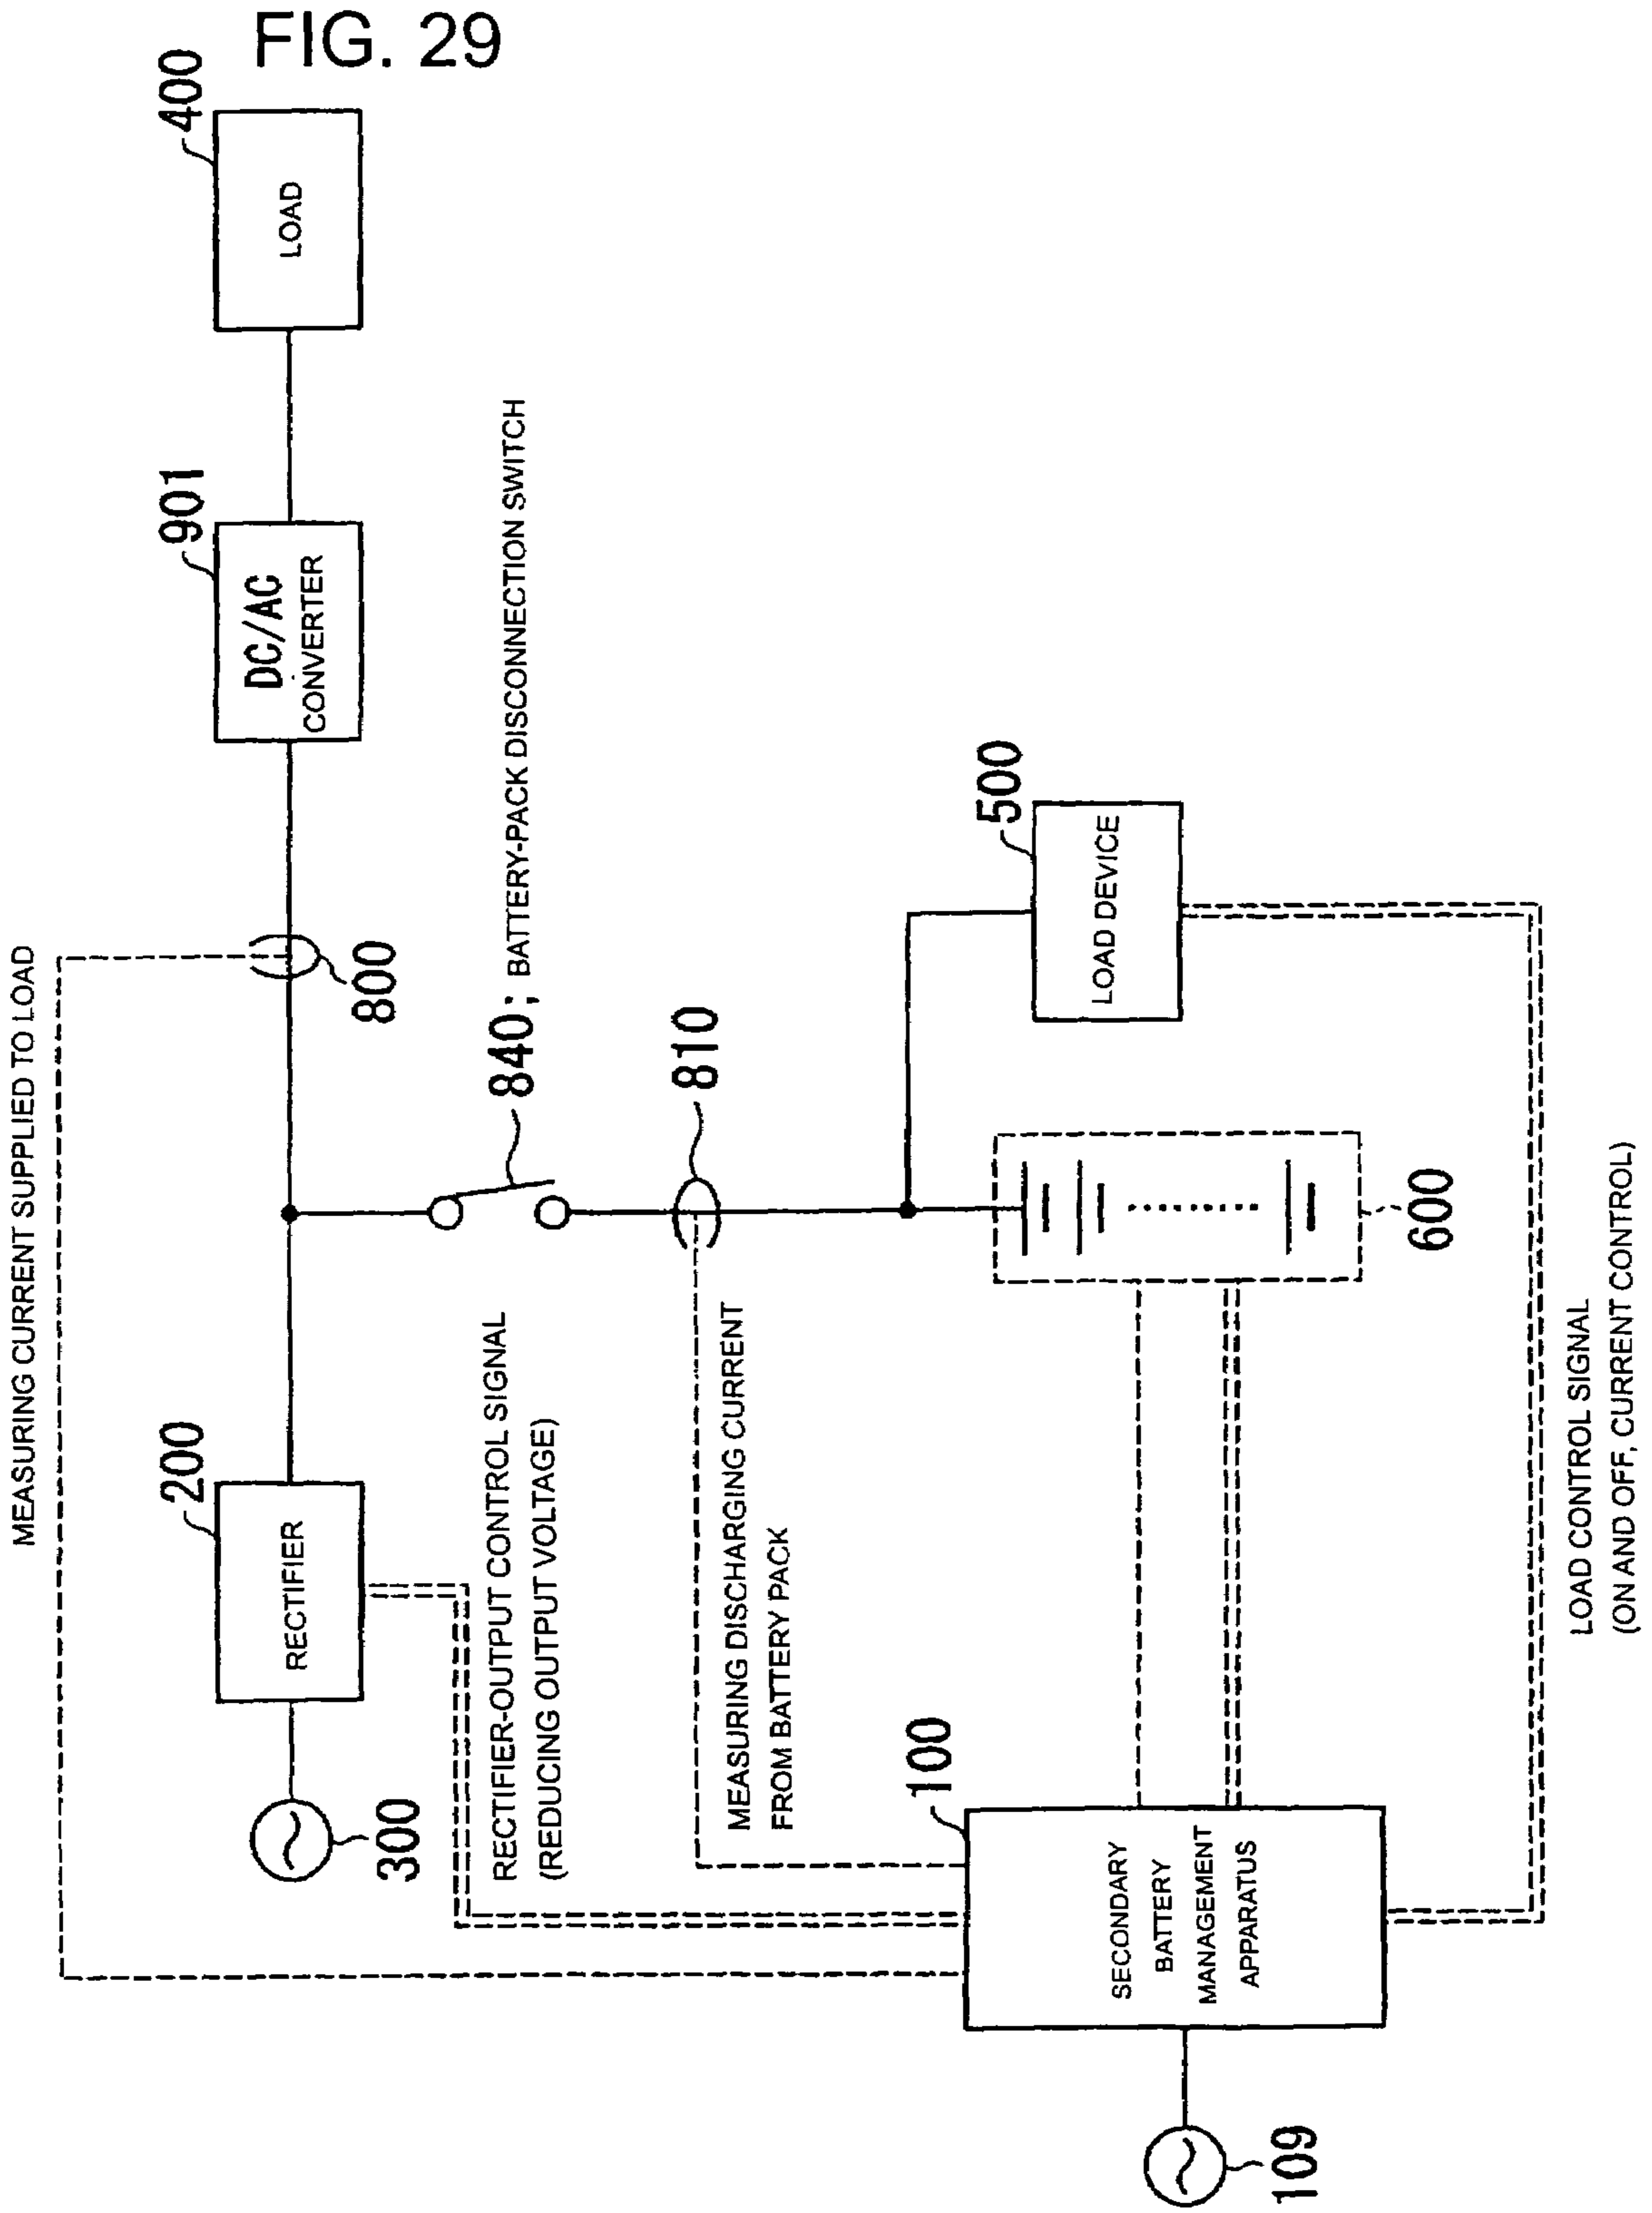 FIG. 29
MEASURING CURRENT SUPPLIED TO LOAD
300
200
RECTIFIER
800
901
DC/AC
CONVERTER
400
LOAD
RECTIFIER-OUTPUT CONTROL SIGNAL
(REDUCING OUTPUT VOLTAGE)
840; BATTERY-PACK DISCONNECTION SWITCH
810
MEASURING DISCHARGING CURRENT
FROM BATTERY PACK
100
SECONDARY
BATTERY
MANAGEMENT
APPARATUS
109
600
500
LOAD DEVICE
LOAD CONTROL SIGNAL
(ON AND OFF, CURRENT CONTROL)